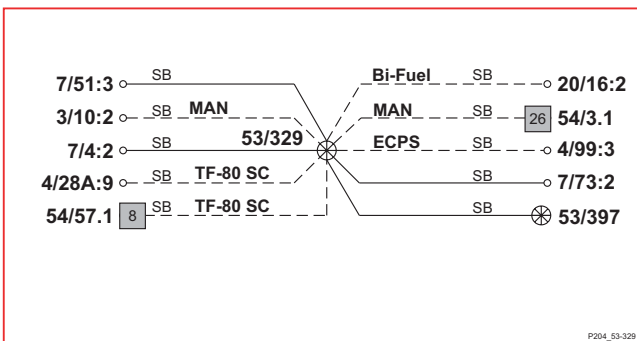 7/51:3 SB Bi-Fuel SB 20/16:2
3/10:2 SB MAN MAN SB 26 54/3.1
7/4:2 SB 53/329 ECPS SB 4/99:3
4/28A:9 SB TF-80 SC SB 7/73:2
54/57.1 8 SB TF-80 SC SB 53/397
P204_53-329